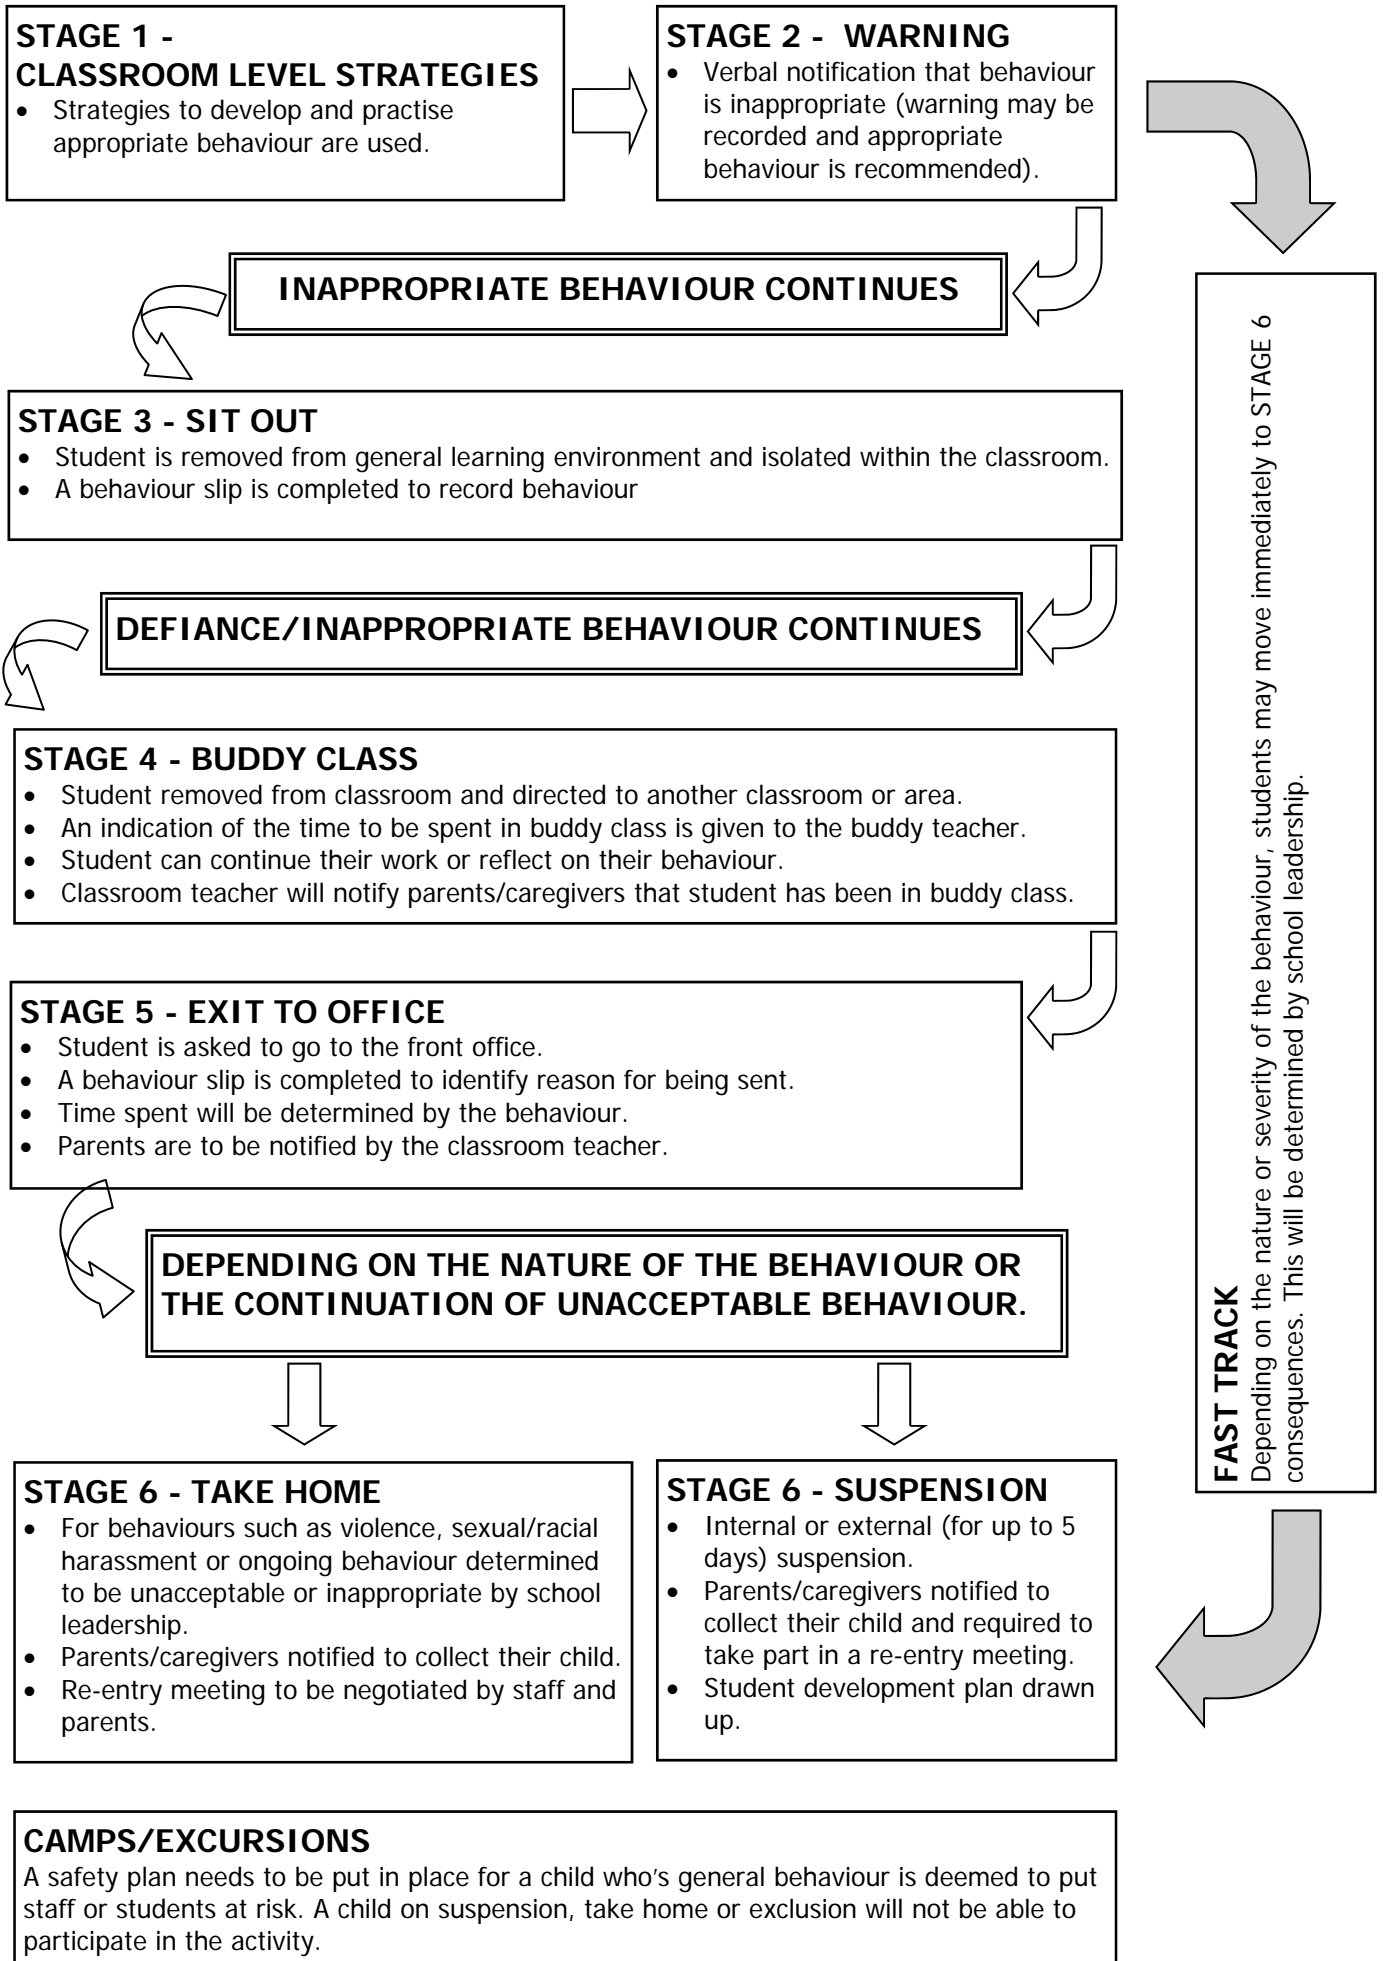 STAGE 1 -
CLASSROOM LEVEL STRATEGIES
• Strategies to develop and practise
appropriate behaviour are used.
STAGE 2 - WARNING
• Verbal notification that behaviour
is inappropriate (warning may be
recorded and appropriate
behaviour is recommended).
INAPPROPRIATE BEHAVIOUR CONTINUES
STAGE 3 - SIT OUT
• Student is removed from general learning environment and isolated within the classroom.
• A behaviour slip is completed to record behaviour
DEFIANCE/INAPPROPRIATE BEHAVIOUR CONTINUES
STAGE 4 - BUDDY CLASS
• Student removed from classroom and directed to another classroom or area.
• An indication of the time to be spent in buddy class is given to the buddy teacher.
• Student can continue their work or reflect on their behaviour.
• Classroom teacher will notify parents/caregivers that student has been in buddy class.
STAGE 5 - EXIT TO OFFICE
• Student is asked to go to the front office.
• A behaviour slip is completed to identify reason for being sent.
• Time spent will be determined by the behaviour.
• Parents are to be notified by the classroom teacher.
DEPENDING ON THE NATURE OF THE BEHAVIOUR OR
THE CONTINUATION OF UNACCEPTABLE BEHAVIOUR.
STAGE 6 - TAKE HOME
• For behaviours such as violence, sexual/racial
harassment or ongoing behaviour determined
to be unacceptable or inappropriate by school
leadership.
• Parents/caregivers notified to collect their child.
• Re-entry meeting to be negotiated by staff and
parents.
STAGE 6 - SUSPENSION
• Internal or external (for up to 5
days) suspension.
• Parents/caregivers notified to
collect their child and required to
take part in a re-entry meeting.
• Student development plan drawn
up.
FAST TRACK
Depending on the nature or severity of the behaviour, students may move immediately to STAGE 6
consequences. This will be determined by school leadership.
CAMPS/EXCURSIONS
A safety plan needs to be put in place for a child who's general behaviour is deemed to put
staff or students at risk. A child on suspension, take home or exclusion will not be able to
participate in the activity.